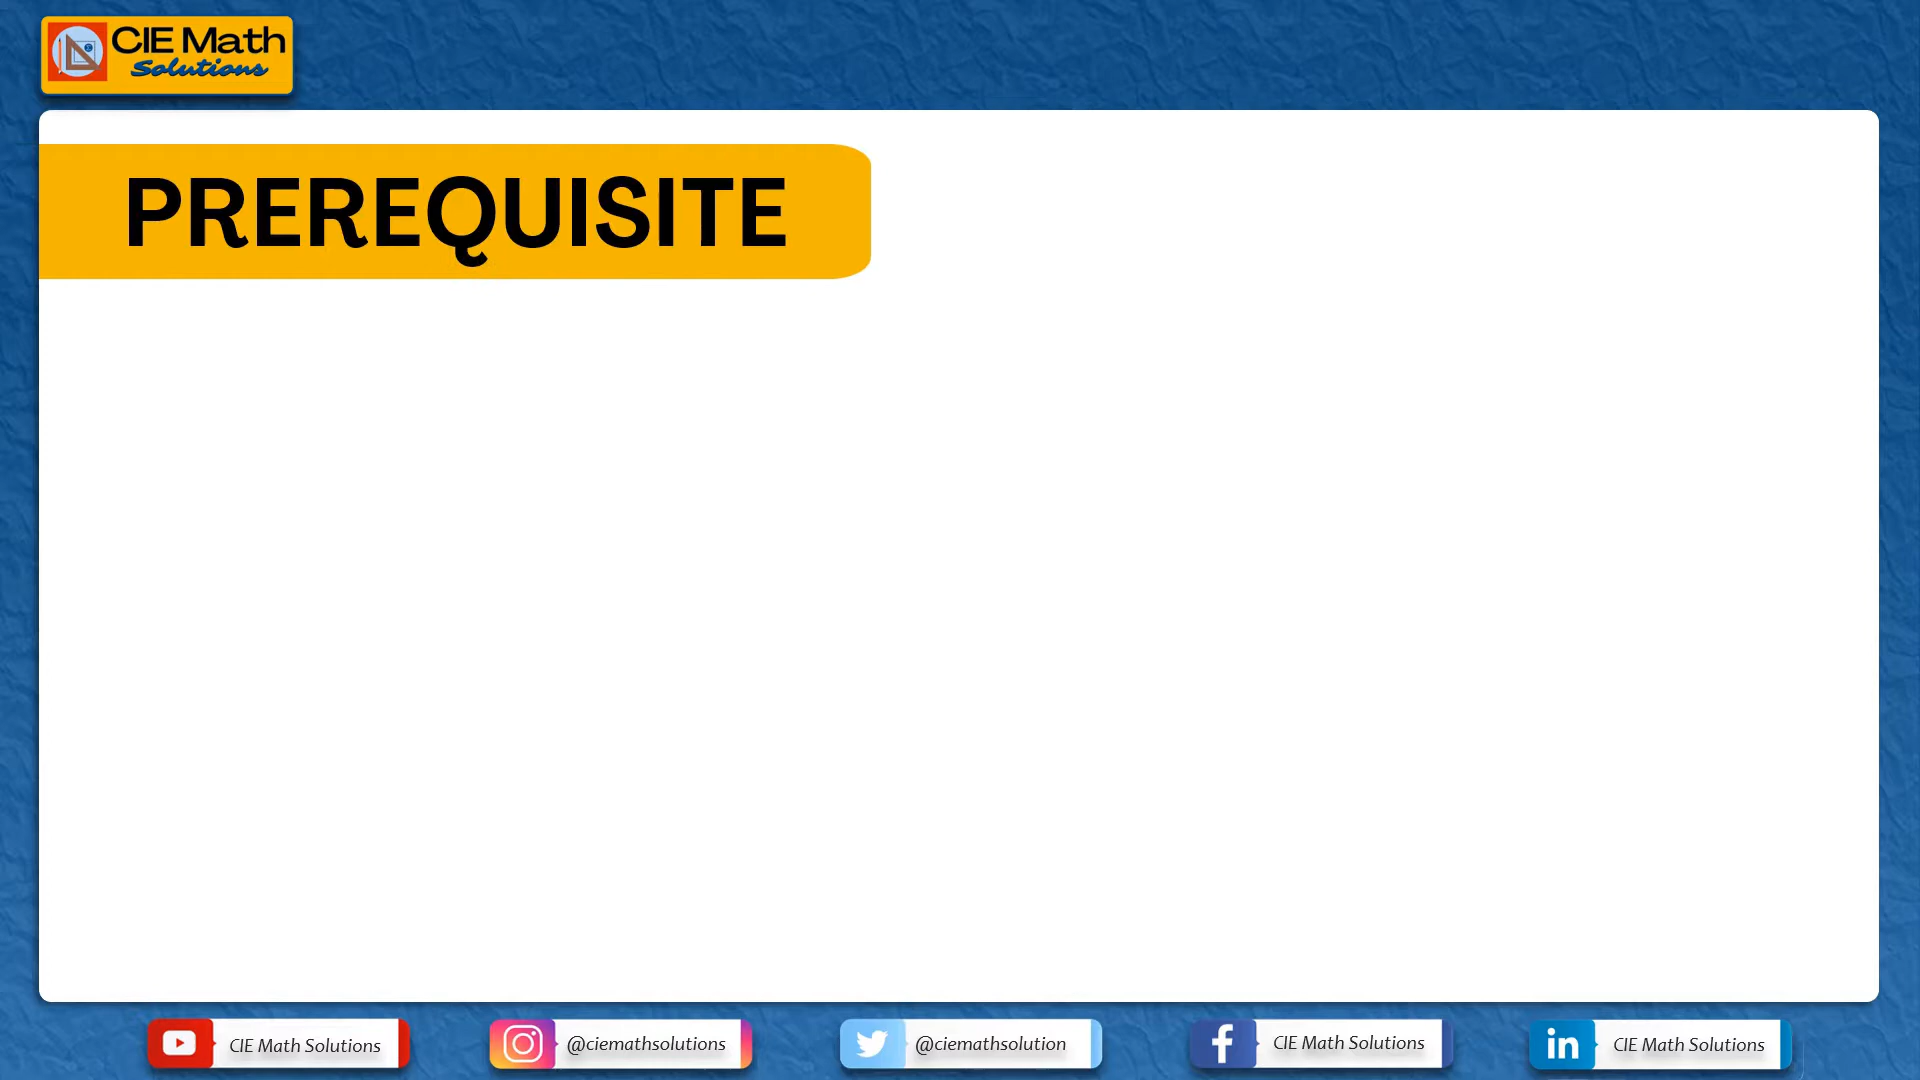 CIE Math
Solutions
PREREQUISITE
CIE Math Solutions
@ciemathsolutions
@ciemathsolution
CIE Math Solutions
CIE Math Solutions